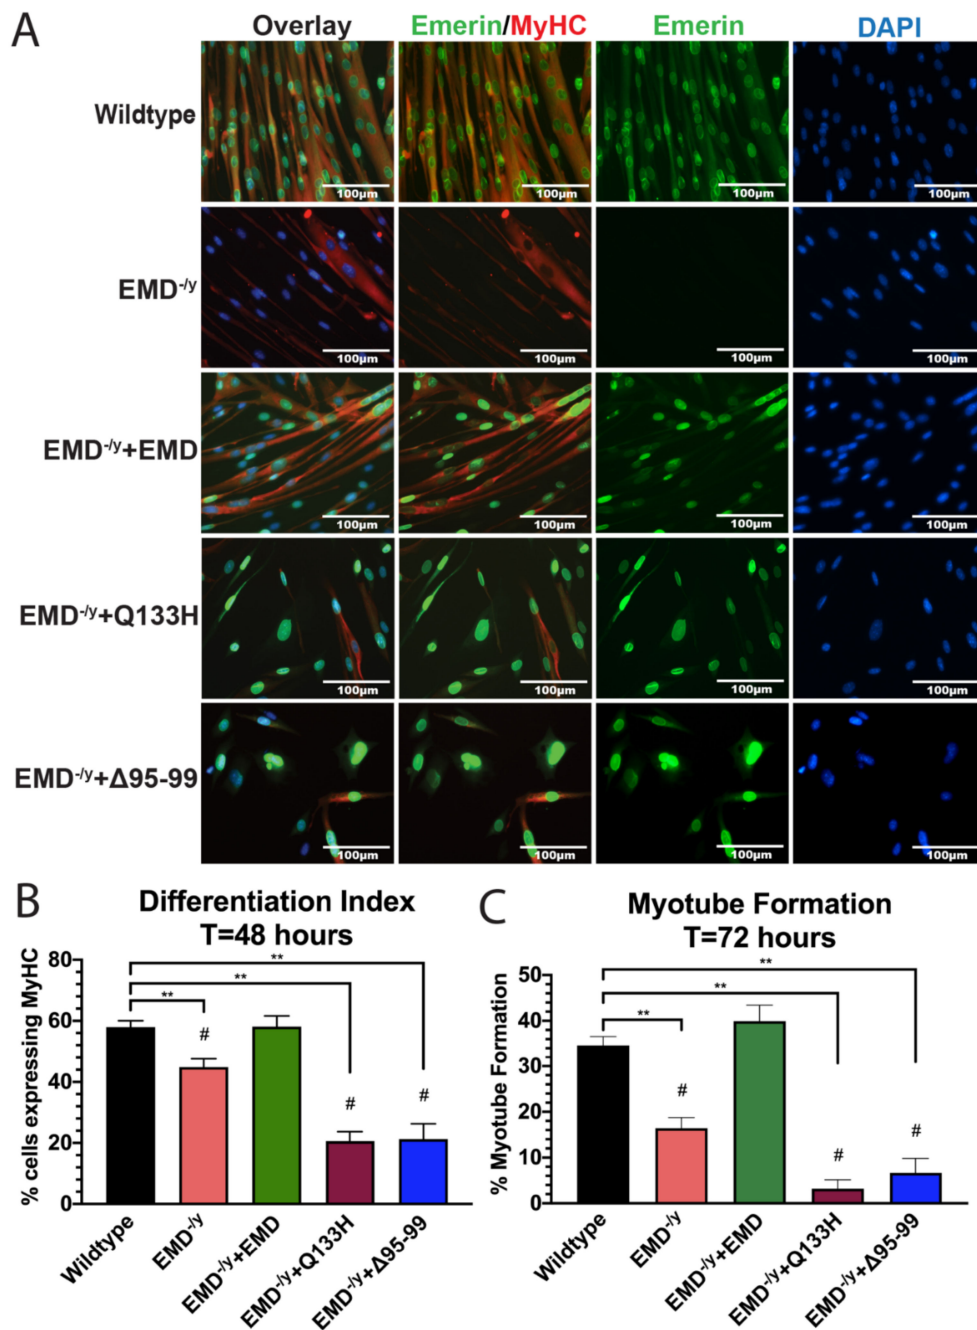 A
Overlay Emerin/MyHC Emerin DAPI
Wildtype
100µm 100µm 100µm 100µm
EMD-/y
100µm 100µm 100µm 100µm
EMD-/y+EMD
100µm 100µm 100µm 100µm
EMD-/y+Q133H
100µm 100µm 100µm 100µm
EMD-/y+Δ95-99
100µm 100µm 100µm 100µm
B
Differentiation Index
T=48 hours
% cells expressing MyHC
80
60
40
20
0
**
**
**
#
#
#
Wildtype
EMD-/y
EMD-/y+EMD
EMD-/y+Q133H
EMD-/y+Δ95-99
C
Myotube Formation
T=72 hours
% Myotube Formation
50
40
30
20
10
0
**
**
**
#
#
#
Wildtype
EMD-/y
EMD-/y+EMD
EMD-/y+Q133H
EMD-/y+Δ95-99